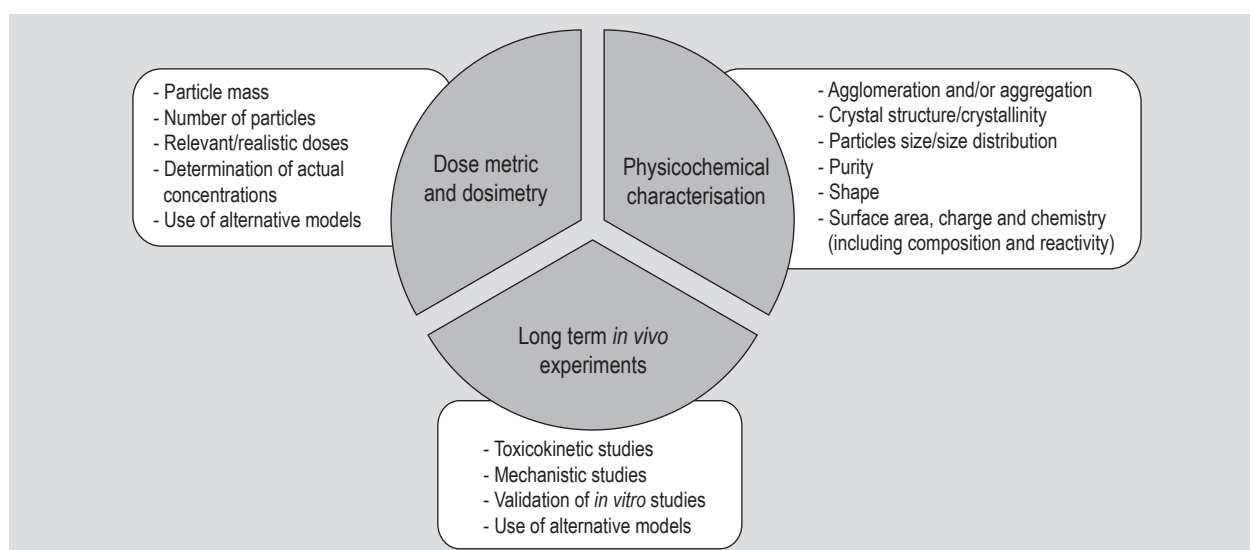 - Particle mass
- Number of particles
- Relevant/realistic doses
- Determination of actual
concentrations
- Use of alternative models
Dose metric
and dosimetry
Physicochemical
characterisation
- Agglomeration and/or aggregation
- Crystal structure/crystallinity
- Particles size/size distribution
- Purity
- Shape
- Surface area, charge and chemistry
(including composition and reactivity)
Long term in vivo
experiments
- Toxicokinetic studies
- Mechanistic studies
- Validation of in vitro studies
- Use of alternative models